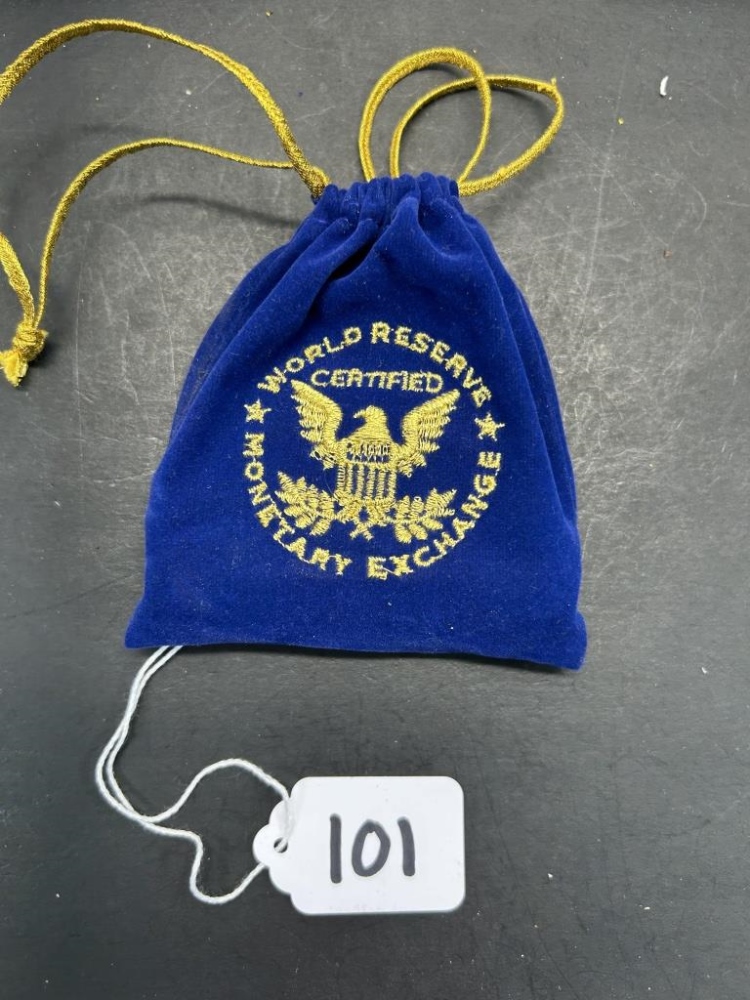 WORLD RESERVE
CERTIFIED
MONETARY EXCHANGE
101